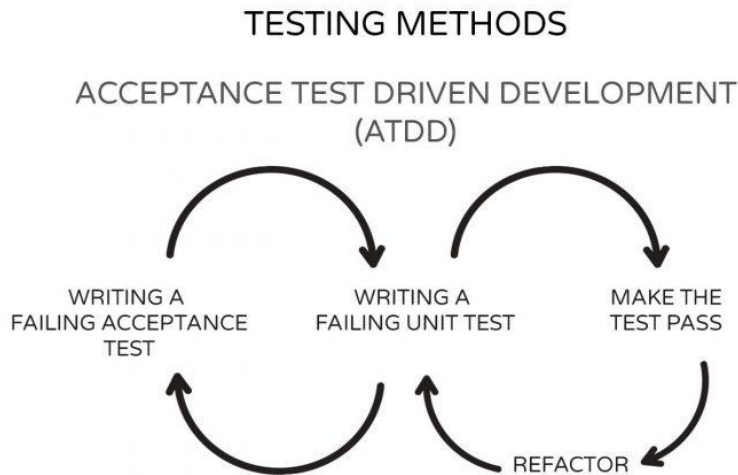 TESTING METHODS
ACCEPTANCE TEST DRIVEN DEVELOPMENT
(ATDD)
WRITING A
FAILING ACCEPTANCE
TEST
WRITING A
FAILING UNIT TEST
MAKE THE
TEST PASS
REFACTOR